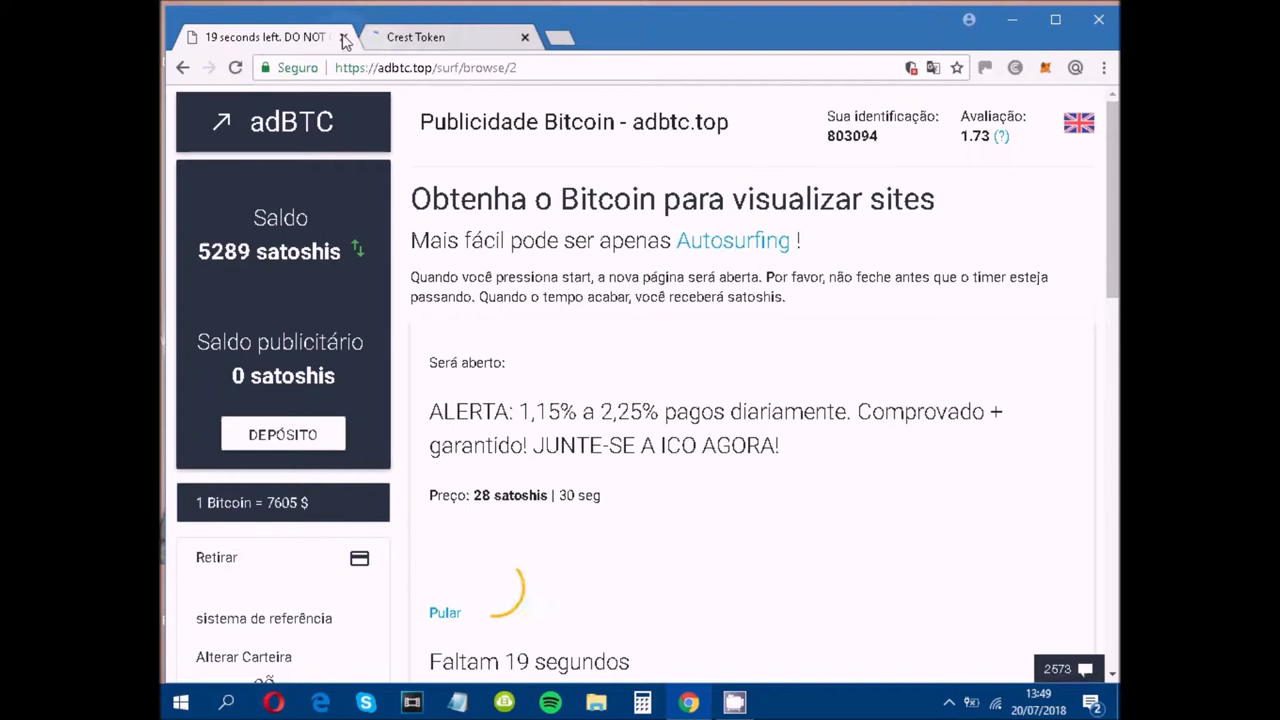 19 seconds left. DO NOT
Crest Token
Seguro
https://adbtc.top/surf/browse/2
adBTC
Publicidade Bitcoin - adbtc.top
Sua identificação:
803094
Avaliação:
1.73 (?)
Saldo
5289 satoshis
Saldo publicitário
0 satoshis
DEPÓSITO
1 Bitcoin = 7605 $
Retirar
sistema de referência
Alterar Carteira
Obtenha o Bitcoin para visualizar sites
Mais fácil pode ser apenas Autosurfing !
Quando você pressiona start, a nova página será aberta. Por favor, não feche antes que o timer esteja
passando. Quando o tempo acabar, você receberá satoshis.
Será aberto:
ALERTA: 1,15% a 2,25% pagos diariamente. Comprovado +
garantido! JUNTE-SE A ICO AGORA!
Preço: 28 satoshis | 30 seg
Pular
Faltam 19 segundos
2573
13:49
20/07/2018
2